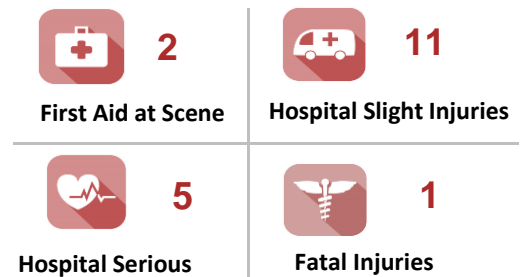 2
First Aid at Scene
11
Hospital Slight Injuries
5
Hospital Serious
1
Fatal Injuries